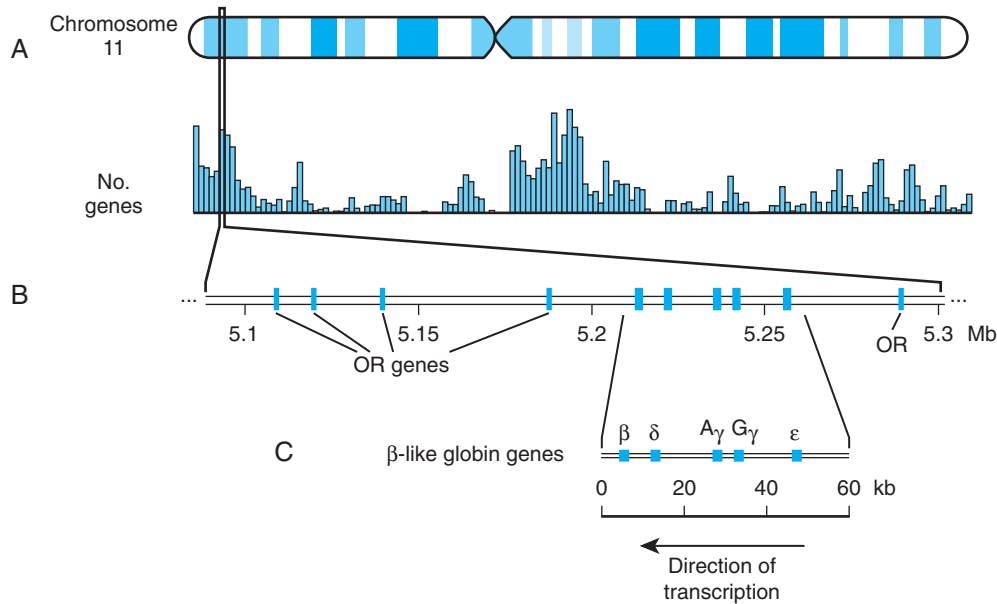 A
Chromosome
11
No.
genes
B
... ...
5.1 5.15 5.2 5.25 5.3 Mb
OR genes
OR
C
β-like globin genes
β δ Aγ Gγ ε
0 20 40 60 kb
Direction of
transcription